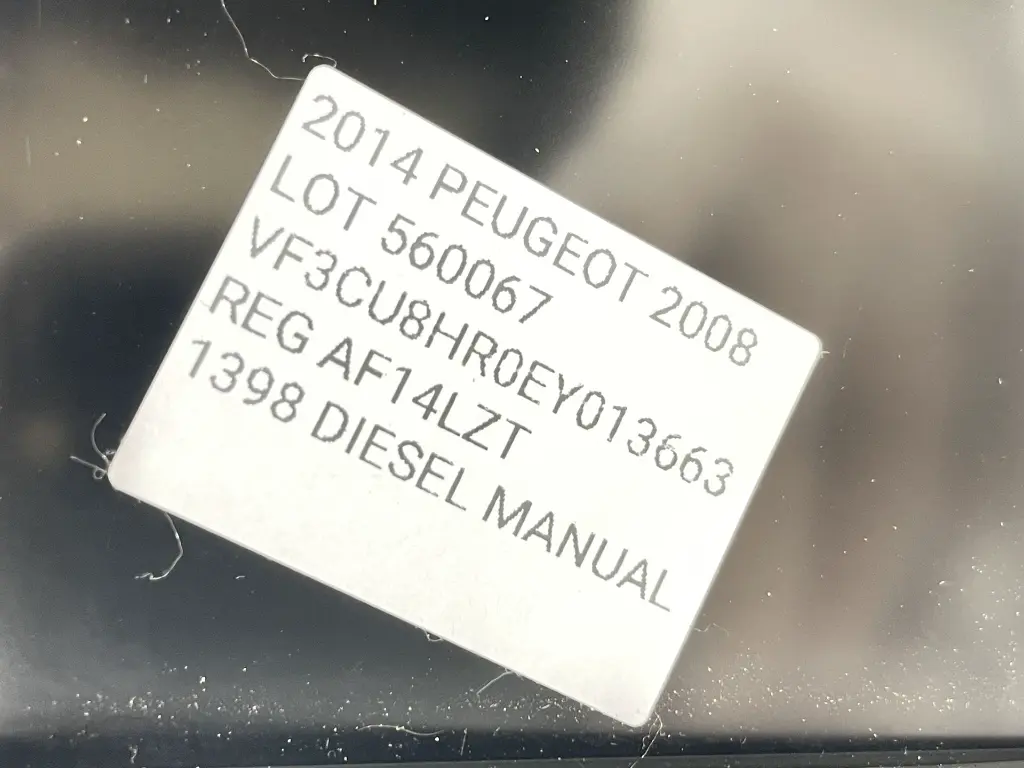 2014 PEUGEOT 2008
LOT 560067
VF3CU8HR0EY013663
REG AF14LZT
1398 DIESEL MANUAL